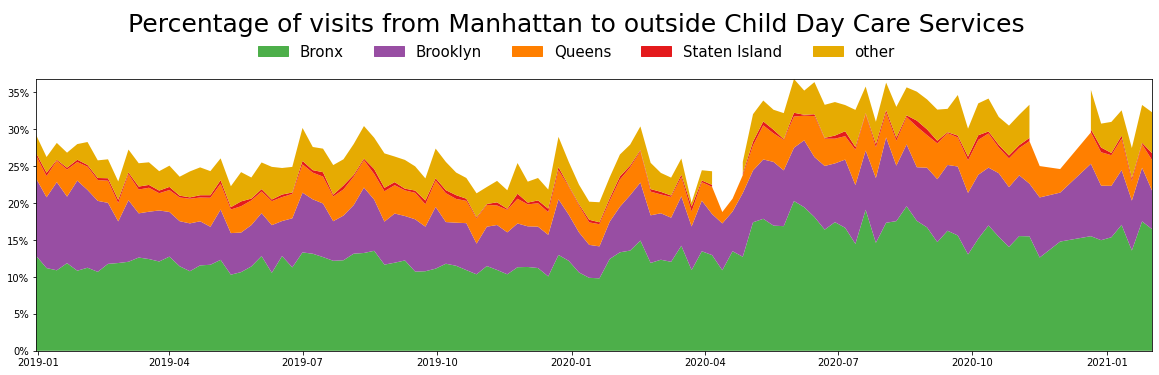 Percentage of visits from Manhattan to outside Child Day Care Services
Bronx Brooklyn Queens Staten Island other
35%
30%
25%
20%
15%
10%
5%
0%
2019-01 2019-04 2019-07 2019-10 2020-01 2020-04 2020-07 2020-10 2021-01